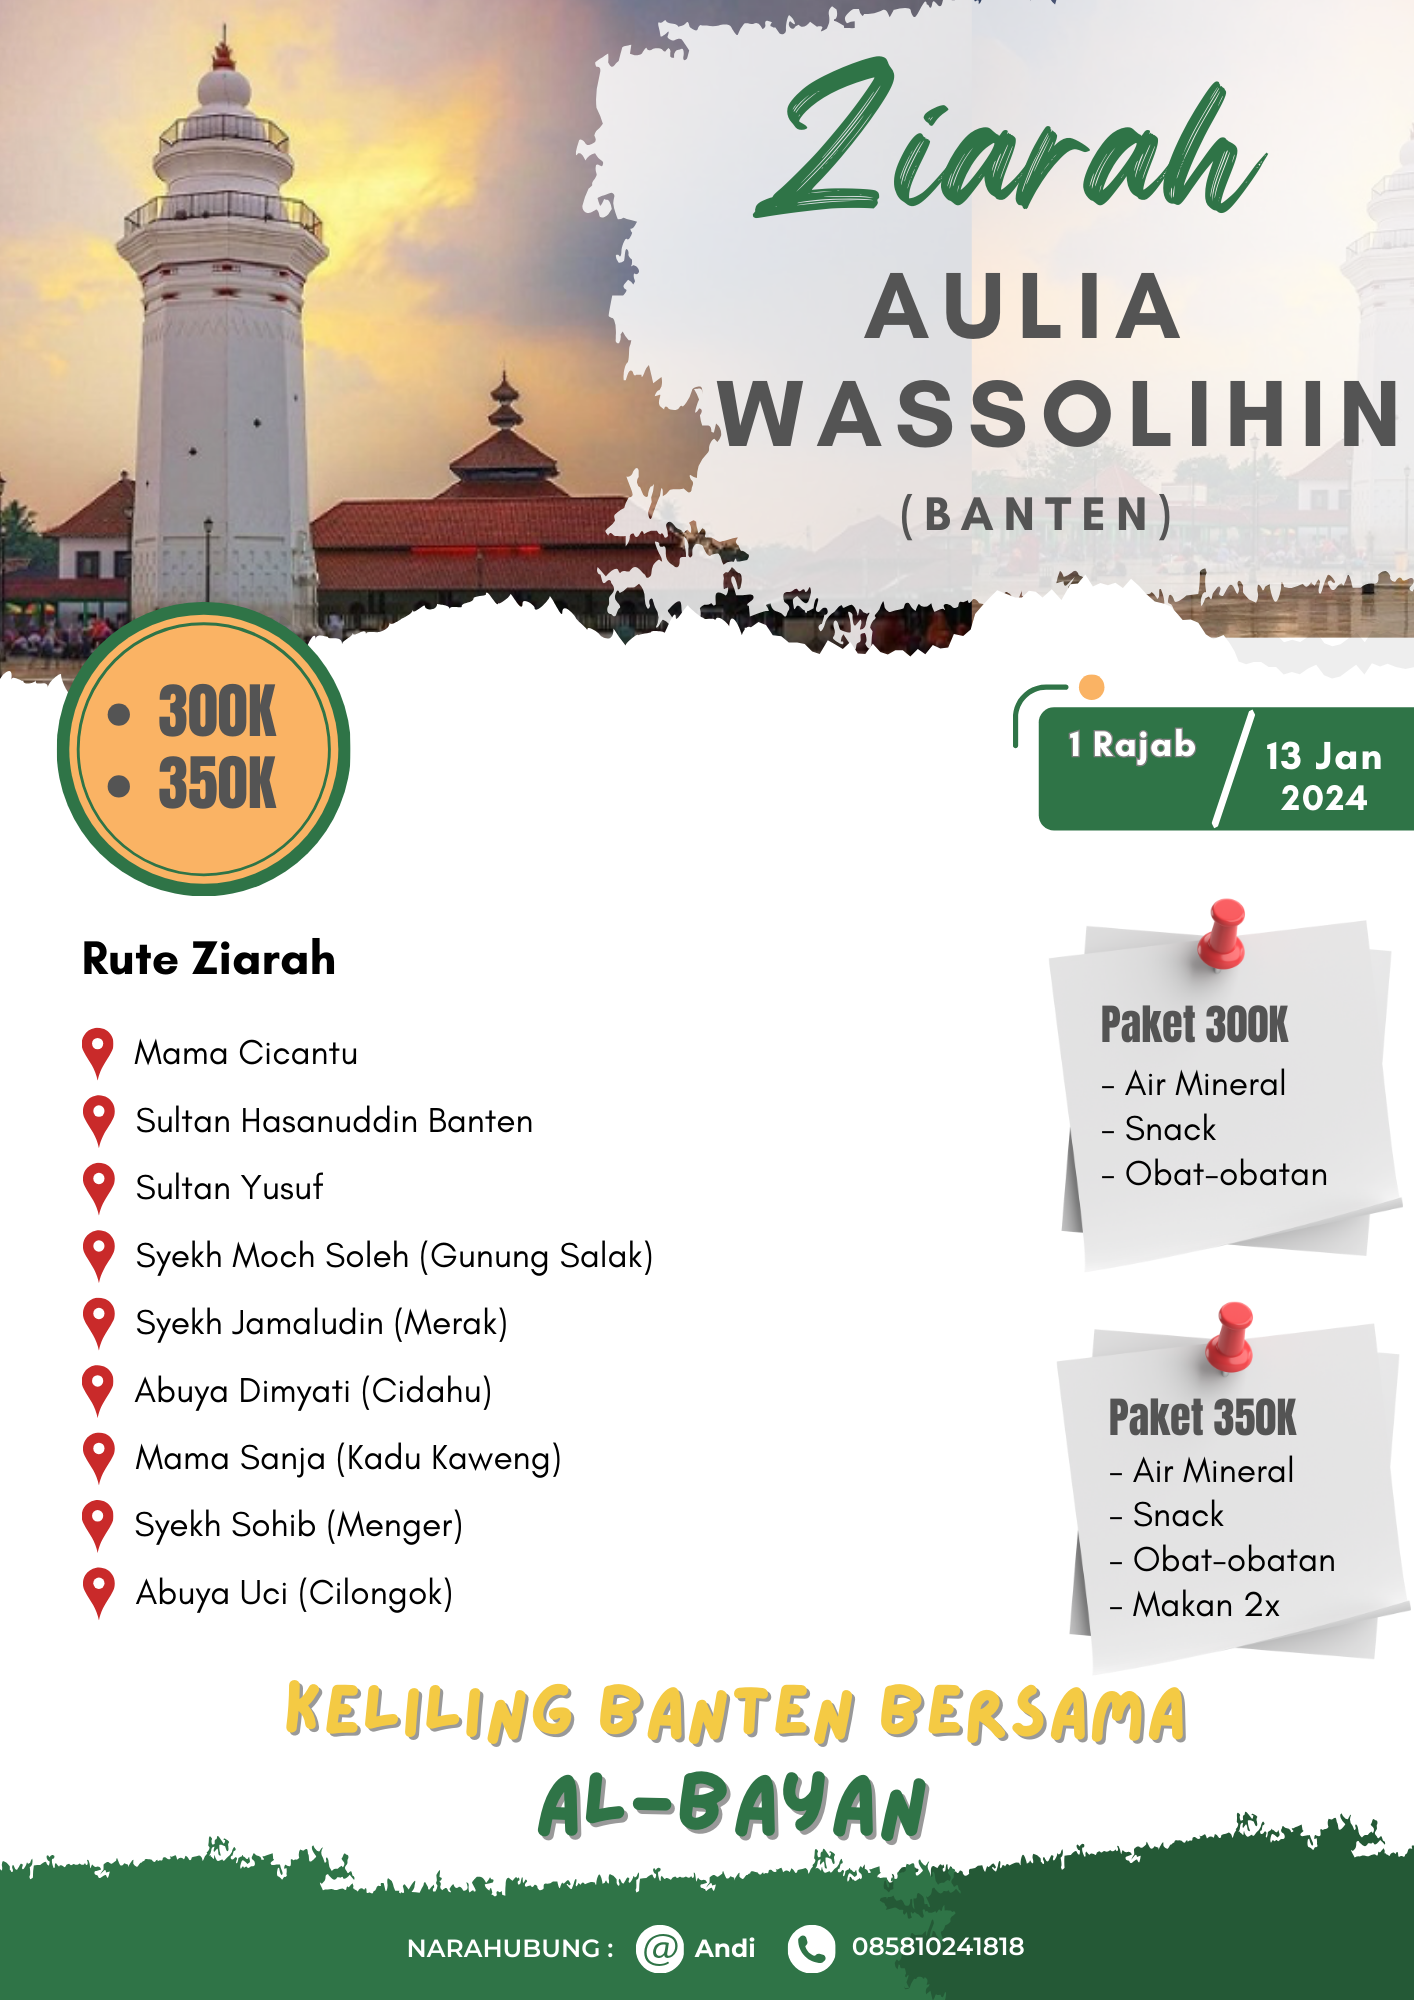 Ziarah
AULIA
WASSOLIHIN
(BANTEN)
• 300K
• 350K
1 Rajab
13 Jan
2024
Rute Ziarah
Mama Cicantu
Sultan Hasanuddin Banten
Sultan Yusuf
Syekh Moch Soleh (Gunung Salak)
Syekh Jamaludin (Merak)
Abuya Dimyati (Cidahu)
Mama Sanja (Kadu Kaweng)
Syekh Sohib (Menger)
Abuya Uci (Cilongok)
Paket 300K
- Air Mineral
- Snack
- Obat-obatan
Paket 350K
- Air Mineral
- Snack
- Obat-obatan
- Makan 2x
KELILING BANTEN BERSAMA
AL-BAYAN
NARAHUBUNG : @ Andi 085810241818